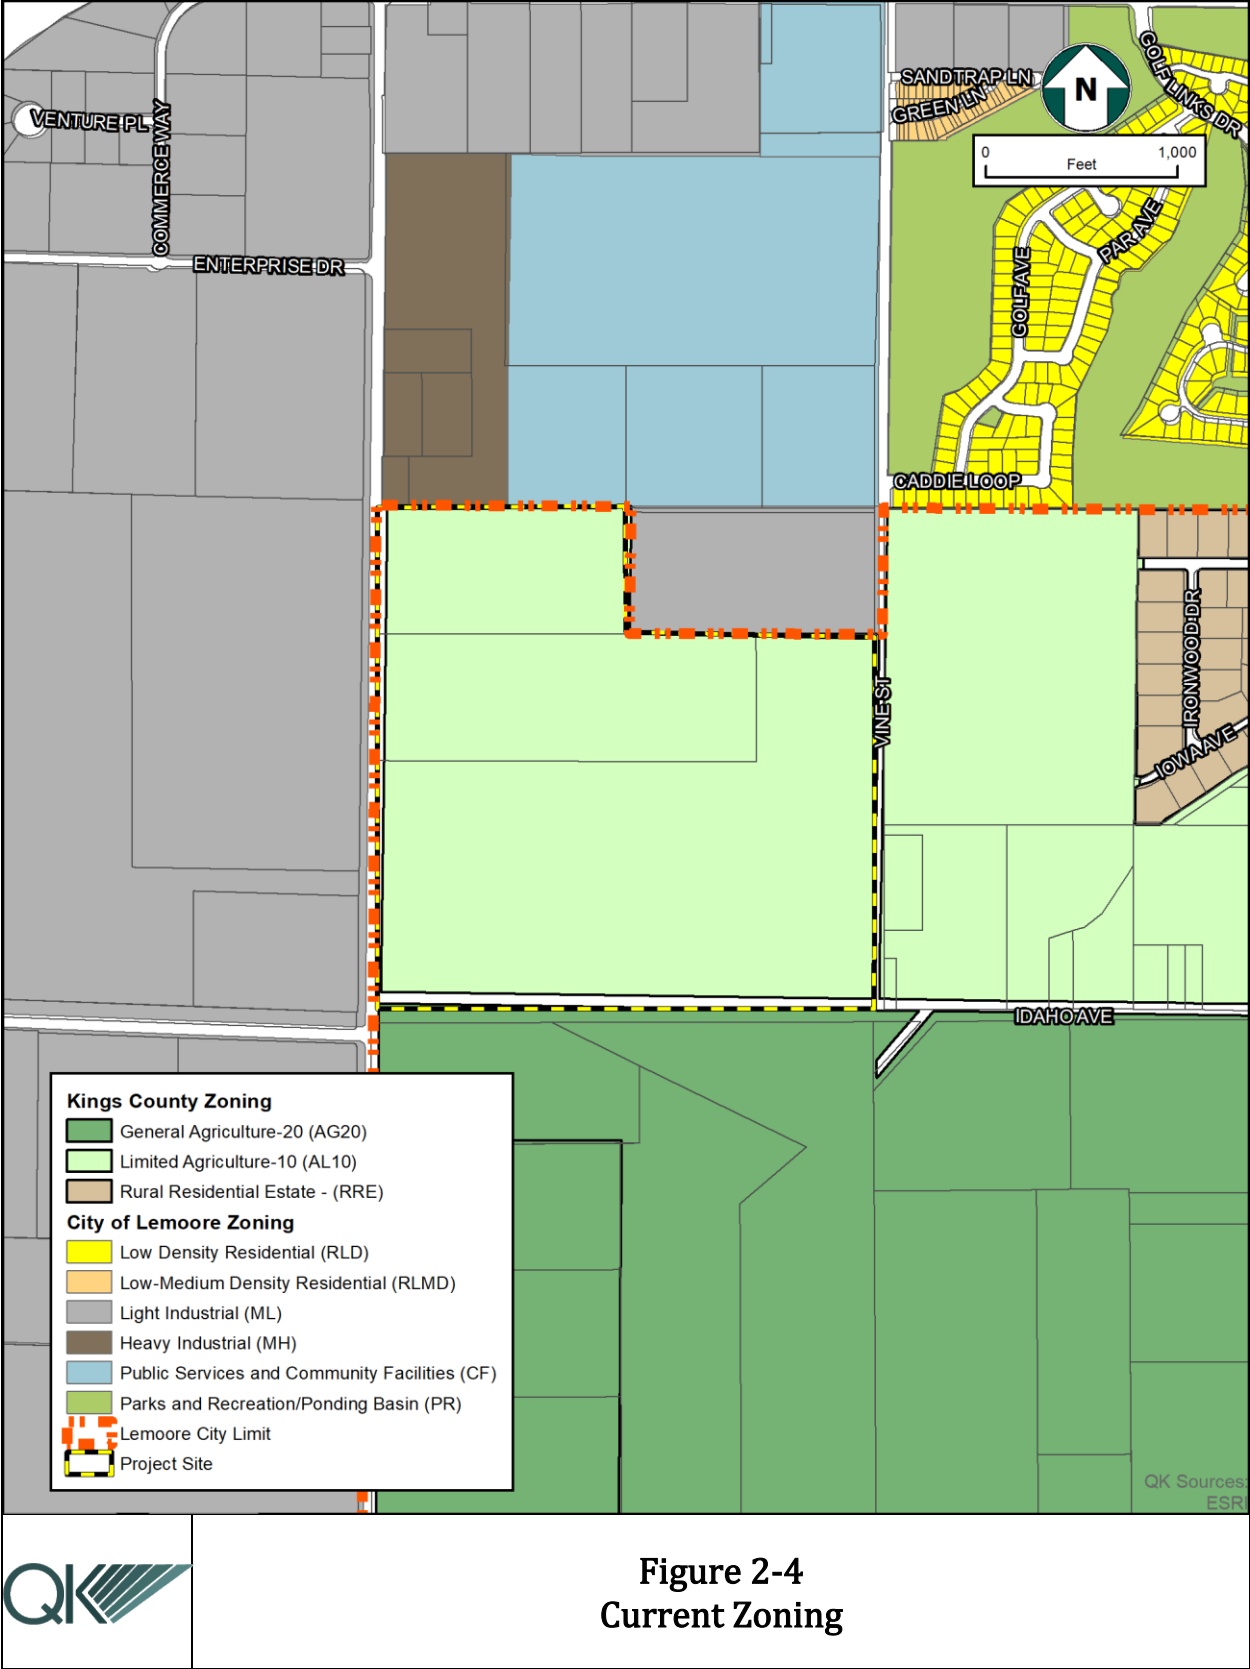 SANDTRAP LN
GREEN LN
GOLF LINKS DR
N
0 1,000
Feet
VENTURE PL
COMMERCE WAY
ENTERPRISE DR
GOLF AVE
PAR AVE
CADDIE LOOP
VINE ST
IRONWOOD DR
IOWA AVE
IDAHO AVE
Kings County Zoning
General Agriculture-20 (AG20)
Limited Agriculture-10 (AL10)
Rural Residential Estate - (RRE)
City of Lemoore Zoning
Low Density Residential (RLD)
Low-Medium Density Residential (RLMD)
Light Industrial (ML)
Heavy Industrial (MH)
Public Services and Community Facilities (CF)
Parks and Recreation/Ponding Basin (PR)
Lemoore City Limit
Project Site
QK Sources:
ESRI
QK
Figure 2-4
Current Zoning